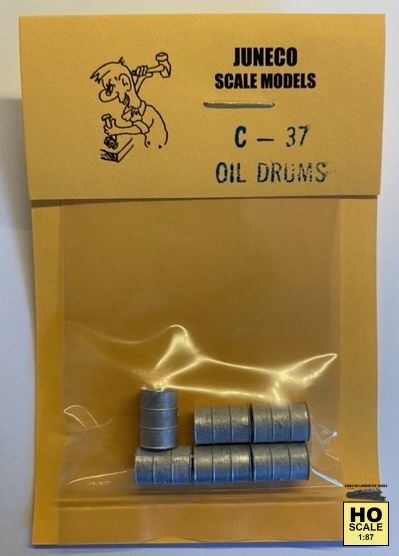 JUNECO
SCALE MODELS
C - 37
OIL DRUMS
HO
SCALE
1:87